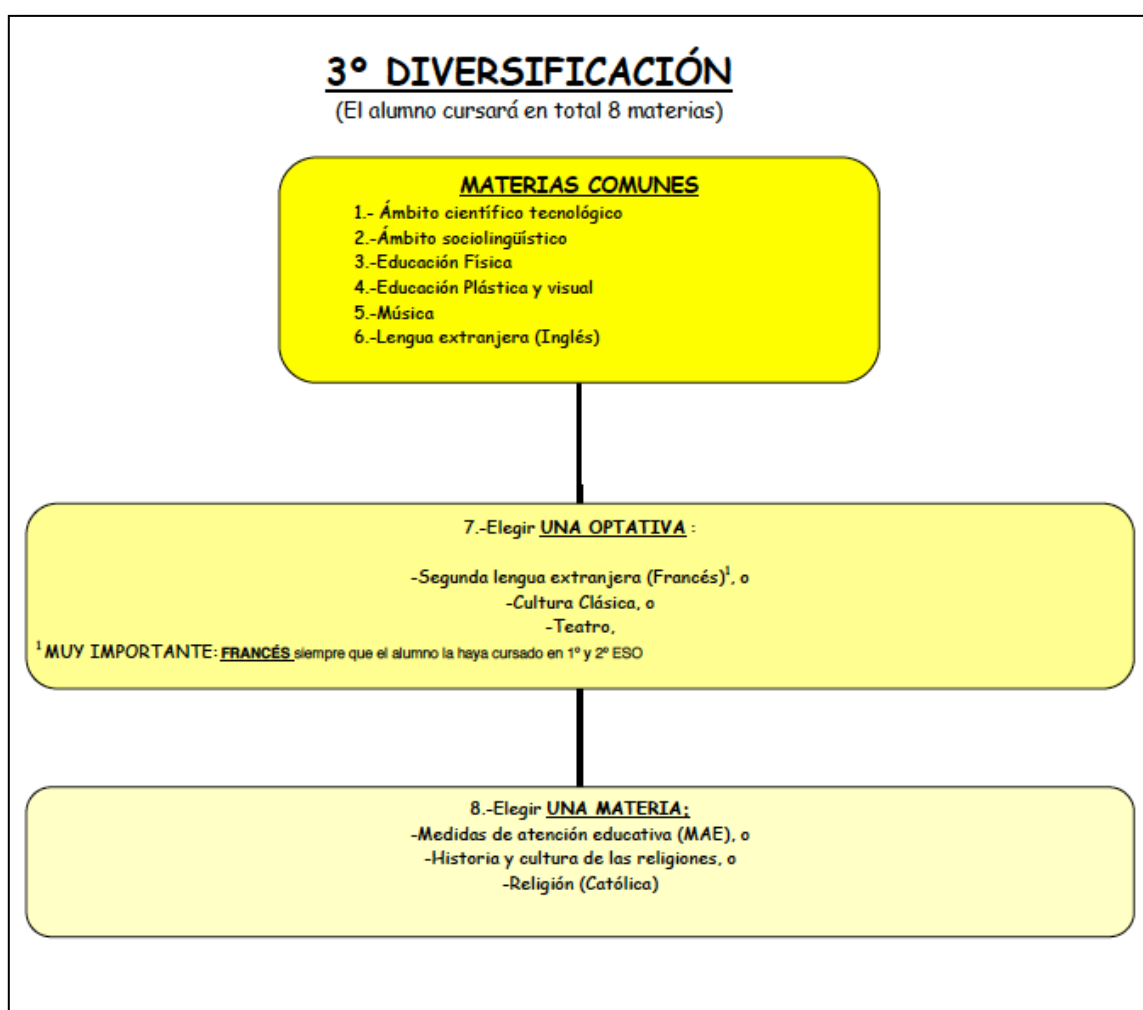 3º DIVERSIFICACIÓN
(El alumno cursará en total 8 materias)
MATERIAS COMUNES
1.- Ámbito científico tecnológico
2.-Ámbito sociolingüístico
3.-Educación Física
4.-Educación Plástica y visual
5.-Música
6.-Lengua extranjera (Inglés)
7.-Elegir UNA OPTATIVA :
-Segunda lengua extranjera (Francés)¹, o
-Cultura Clásica, o
-Teatro,
¹ MUY IMPORTANTE: FRANCÉS siempre que el alumno la haya cursado en 1º y 2º ESO
8.-Elegir UNA MATERIA;
-Medidas de atención educativa (MAE), o
-Historia y cultura de las religiones, o
-Religión (Católica)